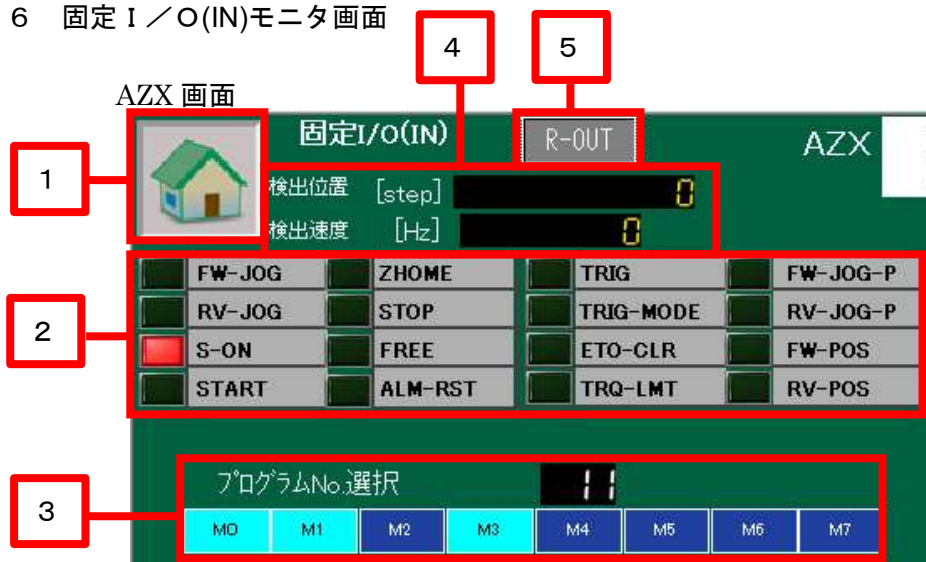 ６ 固定Ｉ／Ｏ(IN)モニタ画面
４ ５
AZX 画面
固定I/O(IN) R-OUT AZX
１
検出位置 [step] 0
検出速度 [Hz] 0
２
FW-JOG ZHOME TRIG FW-JOG-P
RV-JOG STOP TRIG-MODE RV-JOG-P
S-ON FREE ETO-CLR FW-POS
START ALM-RST TRQ-LMT RV-POS
３
ﾌﾟﾛｸﾞﾗﾑNo.選択 11
M0 M1 M2 M3 M4 M5 M6 M7